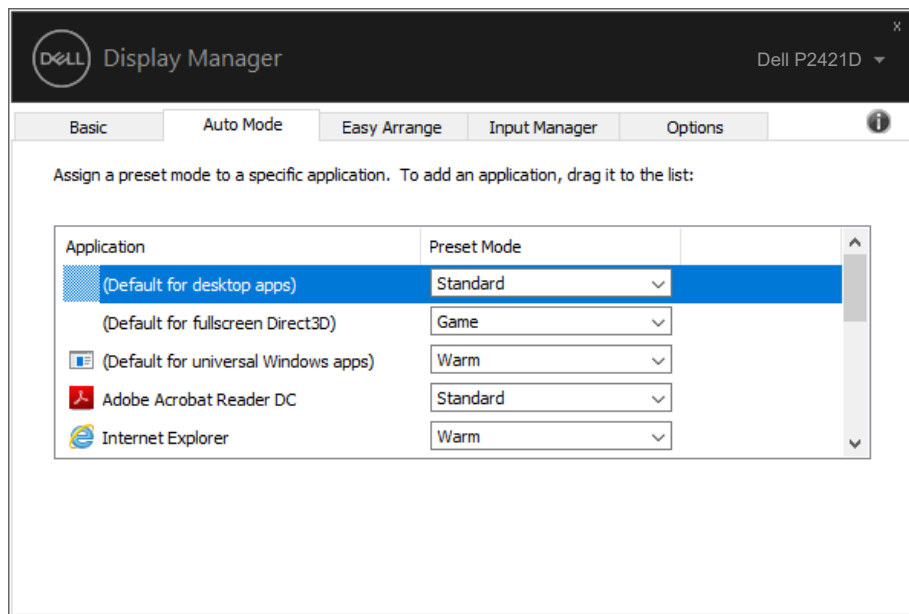 x
DELL Display Manager
Dell P2421D
Basic Auto Mode Easy Arrange Input Manager Options
Assign a preset mode to a specific application. To add an application, drag it to the list:
Application Preset Mode
(Default for desktop apps) Standard
(Default for fullscreen Direct3D) Game
(Default for universal Windows apps) Warm
Adobe Acrobat Reader DC Standard
Internet Explorer Warm